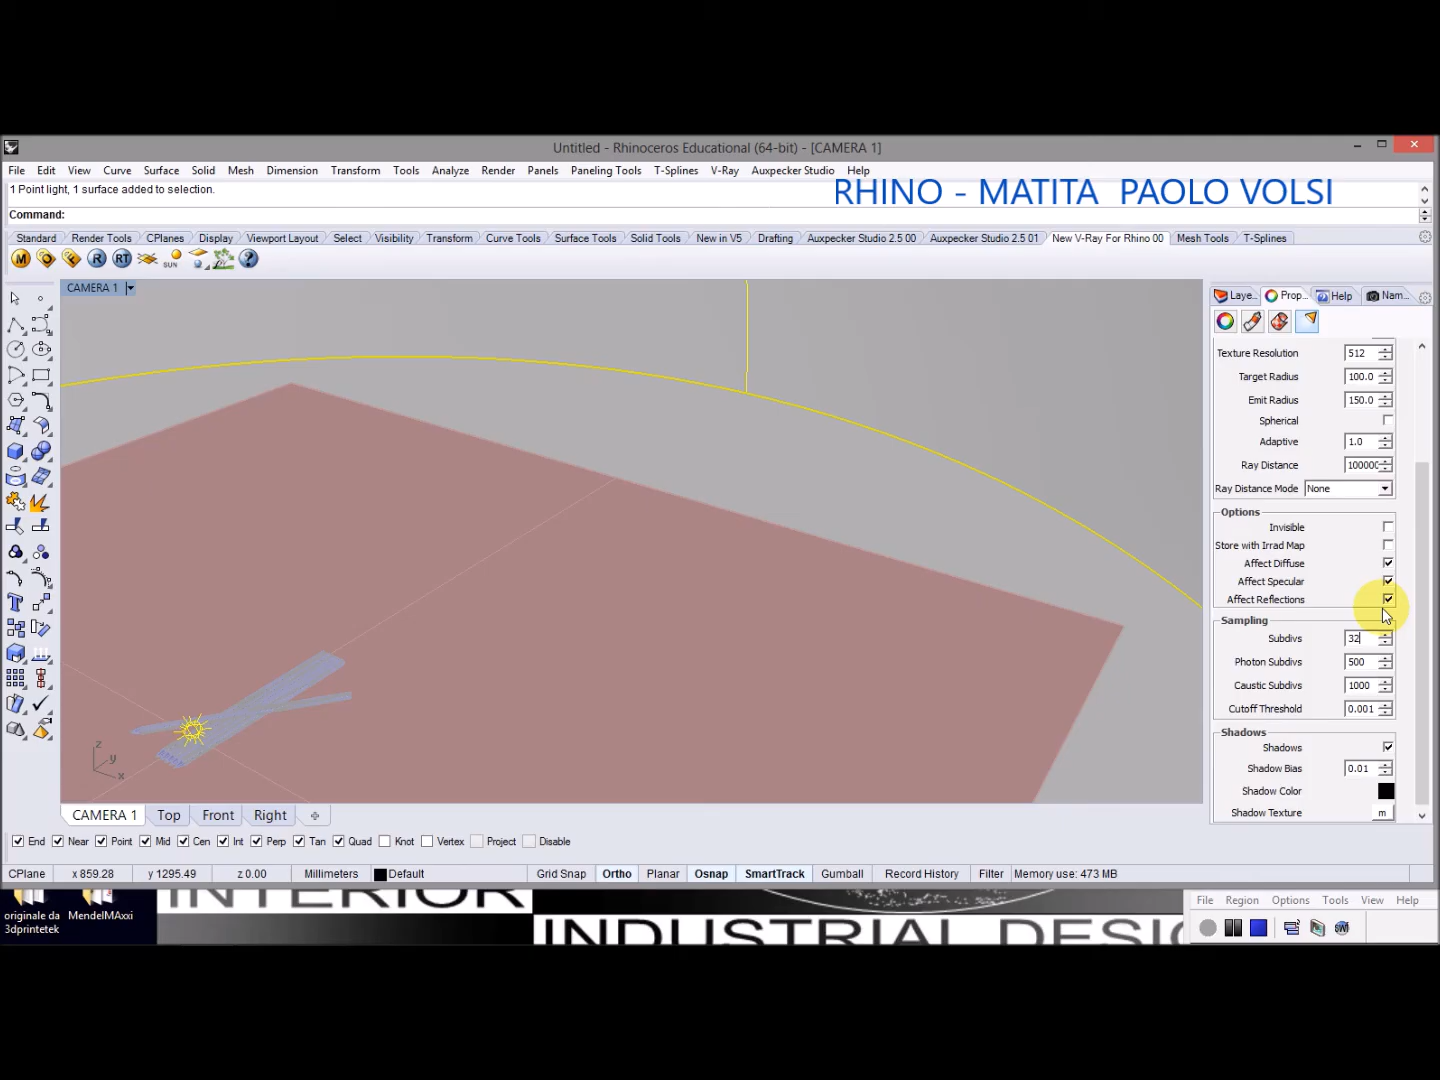 Untitled - Rhinoceros Educational (64-bit) - [CAMERA 1]
File Edit View Curve Surface Solid Mesh Dimension Transform Tools Analyze Render Panels Paneling Tools T-Splines V-Ray Auxpecker Studio Help
1 Point light, 1 surface added to selection.
RHINO - MATITA PAOLO VOLSI
Command:
Standard Render Tools CPlanes Display Viewport Layout Select Visibility Transform Curve Tools Surface Tools Solid Tools New in V5 Drafting Auxpecker Studio 2.5 00 Auxpecker Studio 2.5 01 New V-Ray For Rhino 00 Mesh Tools T-Splines
M R RT SUN ?
CAMERA 1
Laye... Prop... Help Nam...
Texture Resolution 512
Target Radius 100.0
Emit Radius 150.0
Spherical
Adaptive 1.0
Ray Distance 100000
Ray Distance Mode None
Options
Invisible
Store with Irrad Map
Affect Diffuse
Affect Specular
Affect Reflections
Sampling
Subdivs 32
Photon Subdivs 500
Caustic Subdivs 1000
Cutoff Threshold 0.001
Shadows
Shadows
Shadow Bias 0.01
Shadow Color
Shadow Texture m
z
y
x
CAMERA 1 Top Front Right
End Near Point Mid Cen Int Perp Tan Quad Knot Vertex Project Disable
CPlane x 859.28 y 1295.49 z 0.00 Millimeters Default Grid Snap Ortho Planar Osnap SmartTrack Gumball Record History Filter Memory use: 473 MB
originale da
3dprintetek
MendelMAxxi
INTERIOR
INDUSTRIAL DESIG
File Region Options Tools View Help